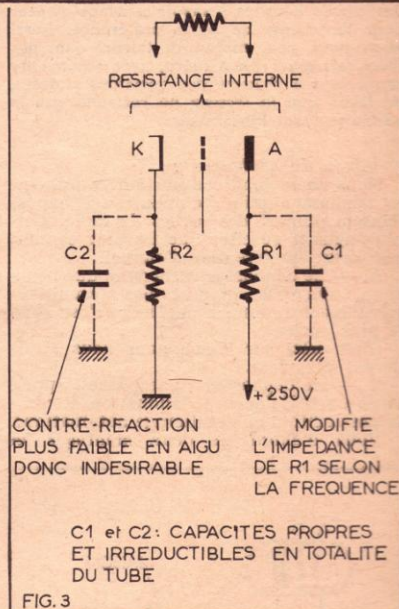 RESISTANCE INTERNE
K
A
C2
R2
R1
C1
+250V
CONTRE-REACTION
PLUS FAIBLE EN AIGU
DONC INDESIRABLE
MODIFIE
L'IMPEDANCE
DE R1 SELON
LA FREQUENCE
C1 et C2: CAPACITES PROPRES
ET IRREDUCTIBLES EN TOTALITE
DU TUBE
FIG. 3